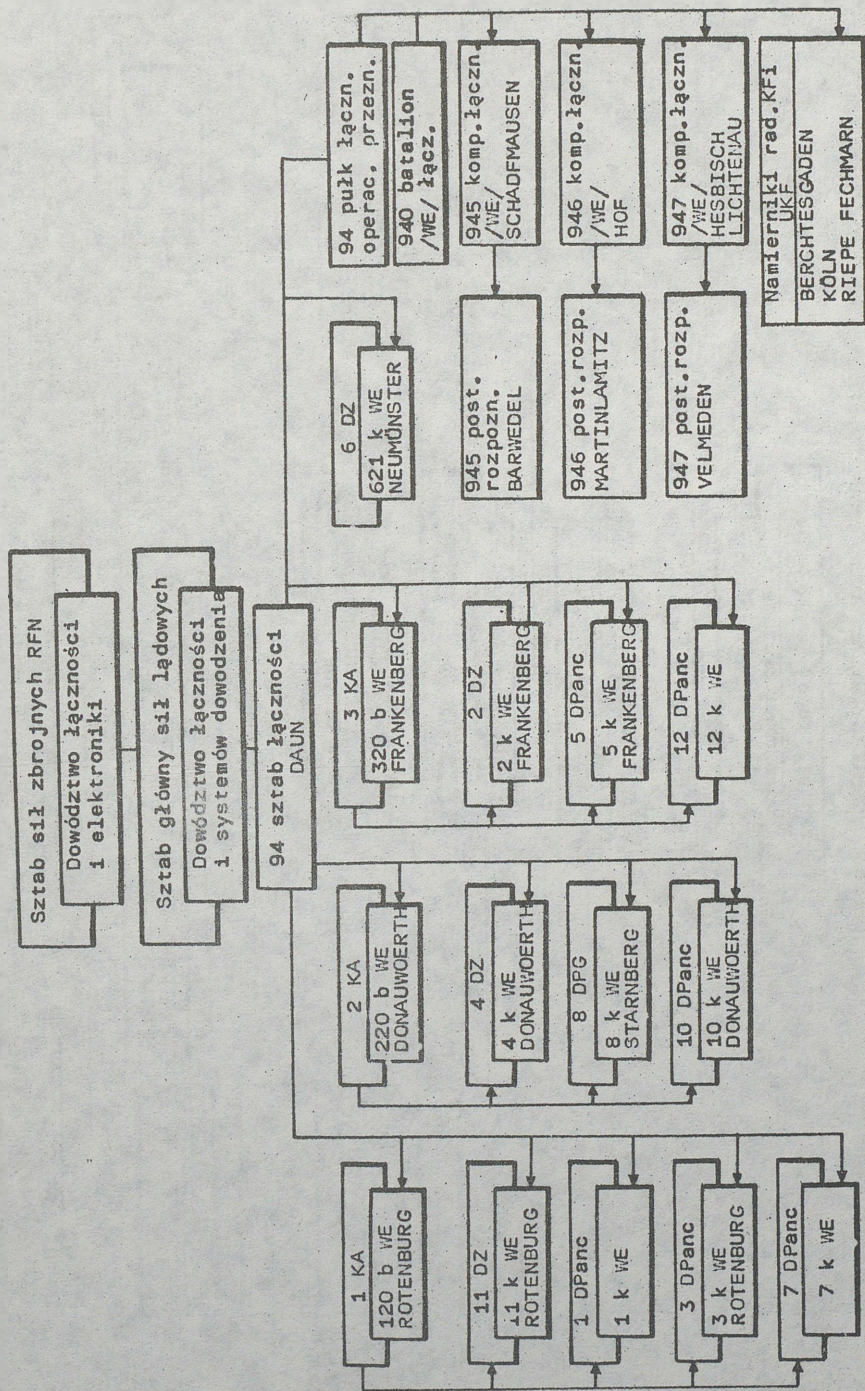 Sztab sił zbrojnych RFN
Dowództwo łączności
i elektroniki
Sztab główny sił lądowych
Dowództwo łączności
i systemów dowodzenia
94 sztab łączności
DAUN
1 KA
120 b WE
ROTENBURG
11 DZ
11 k WE
ROTENBURG
1 DPanc
1 k WE
3 DPanc
3 k WE
ROTENBURG
7 DPanc
7 k WE
2 KA
220 b WE
DONAUWOERTH
4 DZ
4 k WE
DONAUWOERTH
8 DPG
8 k WE
STARNBERG
10 DPanc
10 k WE
DONAUWOERTH
3 KA
320 b WE
FRANKENBERG
2 DZ
2 k WE
FRANKENBERG
5 DPanc
5 k WE
FRANKENBERG
12 DPanc
12 k WE
6 DZ
621 k WE
NEUMÜNSTER
945 post.
rozpozn.
BARWEDEL
946 post.rozp.
MARTINLAMITZ
947 post.rozp.
VELMEDEN
94 pułk łączn.
operac. przezn.
940 batalion
/WE/ łącz.
945 komp.łączn.
/WE/
SCHADFMAUSEN
946 komp.łączn.
/WE/
HOF
947 komp.łączn.
/WE/
HESBISCH
LICHTENAU
Namierniki rad.KFi
UKF
BERCHTESGADEN
KÖLN
RIEPE FECHMARN